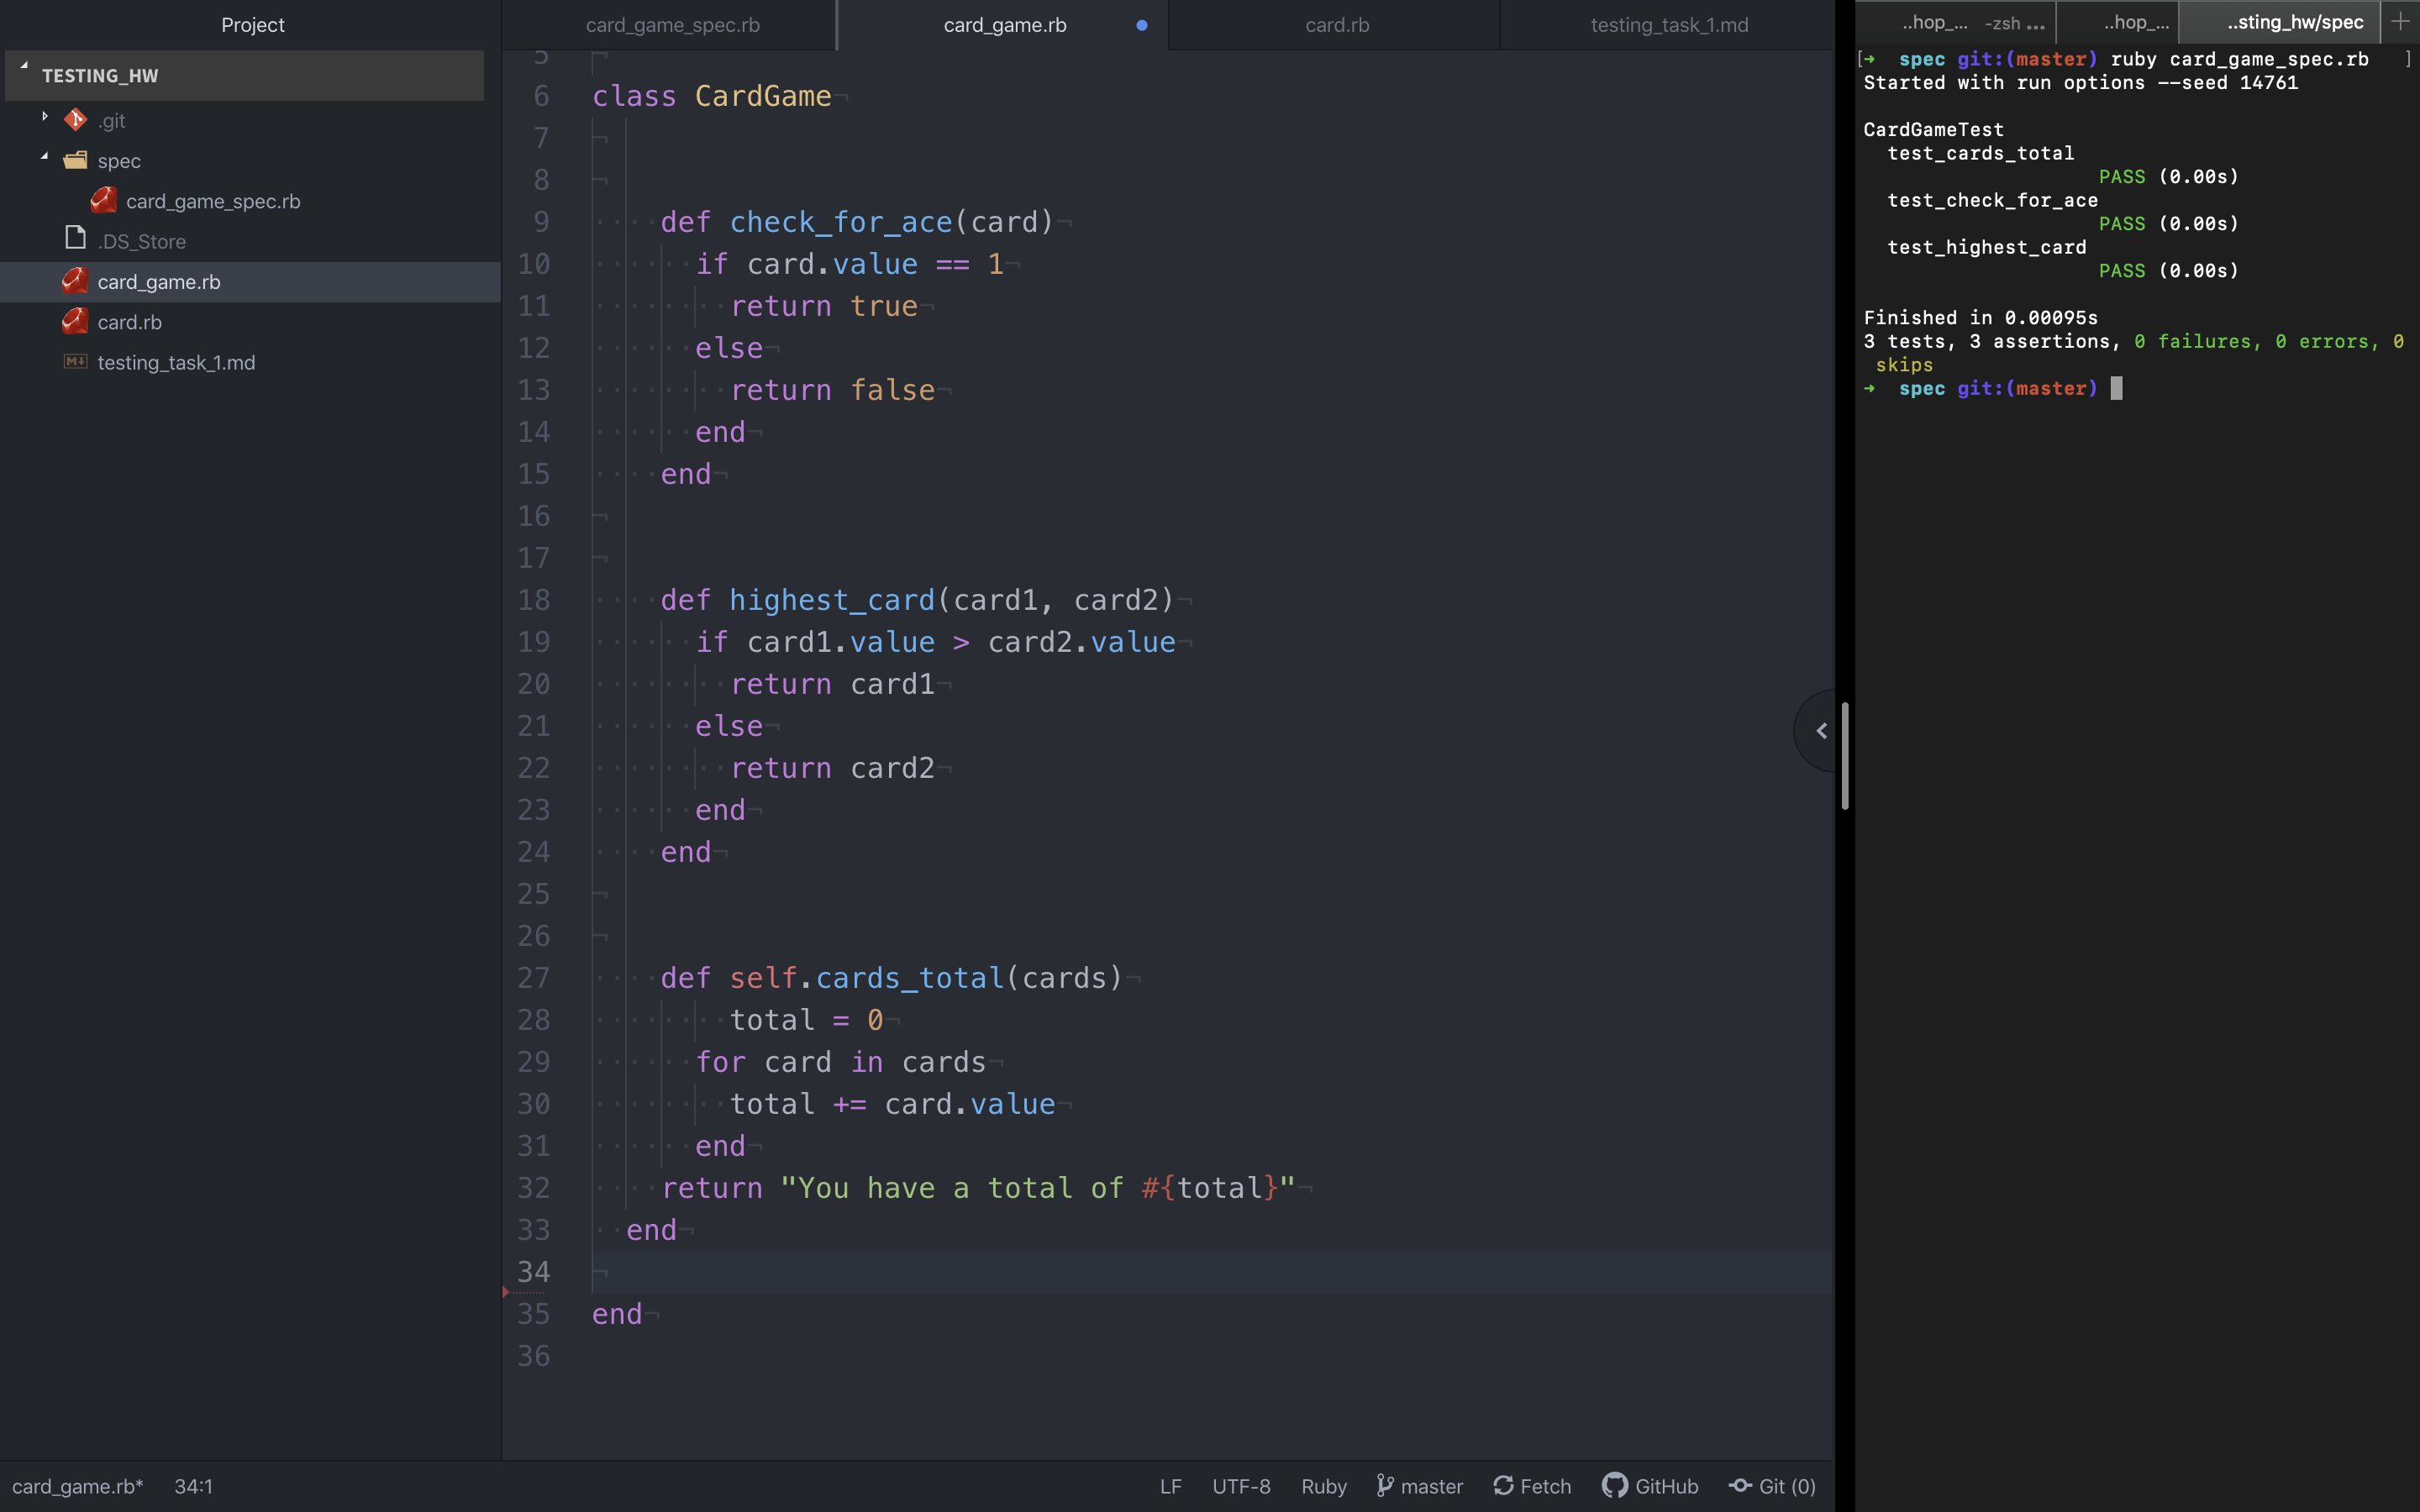 Project
TESTING_HW
.git
spec
card_game_spec.rb
.DS_Store
card_game.rb
card.rb
testing_task_1.md
card_game_spec.rb
card_game.rb
card.rb
testing_task_1.md
5
6 class CardGame
7
8
9 def check_for_ace(card)
10 if card.value == 1
11 return true
12 else
13 return false
14 end
15 end
16
17
18 def highest_card(card1, card2)
19 if card1.value > card2.value
20 return card1
21 else
22 return card2
23 end
24 end
25
26
27 def self.cards_total(cards)
28 total = 0
29 for card in cards
30 total += card.value
31 end
32 return "You have a total of #{total}"
33 end
34
35 end
36
card_game.rb* 34:1
LF UTF-8 Ruby master Fetch GitHub Git (0)
..hop_... -zsh ... ..hop_... ..sting_hw/spec +
[➜ spec git:(master) ruby card_game_spec.rb ]
Started with run options --seed 14761
CardGameTest
test_cards_total
PASS (0.00s)
test_check_for_ace
PASS (0.00s)
test_highest_card
PASS (0.00s)
Finished in 0.00095s
3 tests, 3 assertions, 0 failures, 0 errors, 0
skips
➜ spec git:(master)